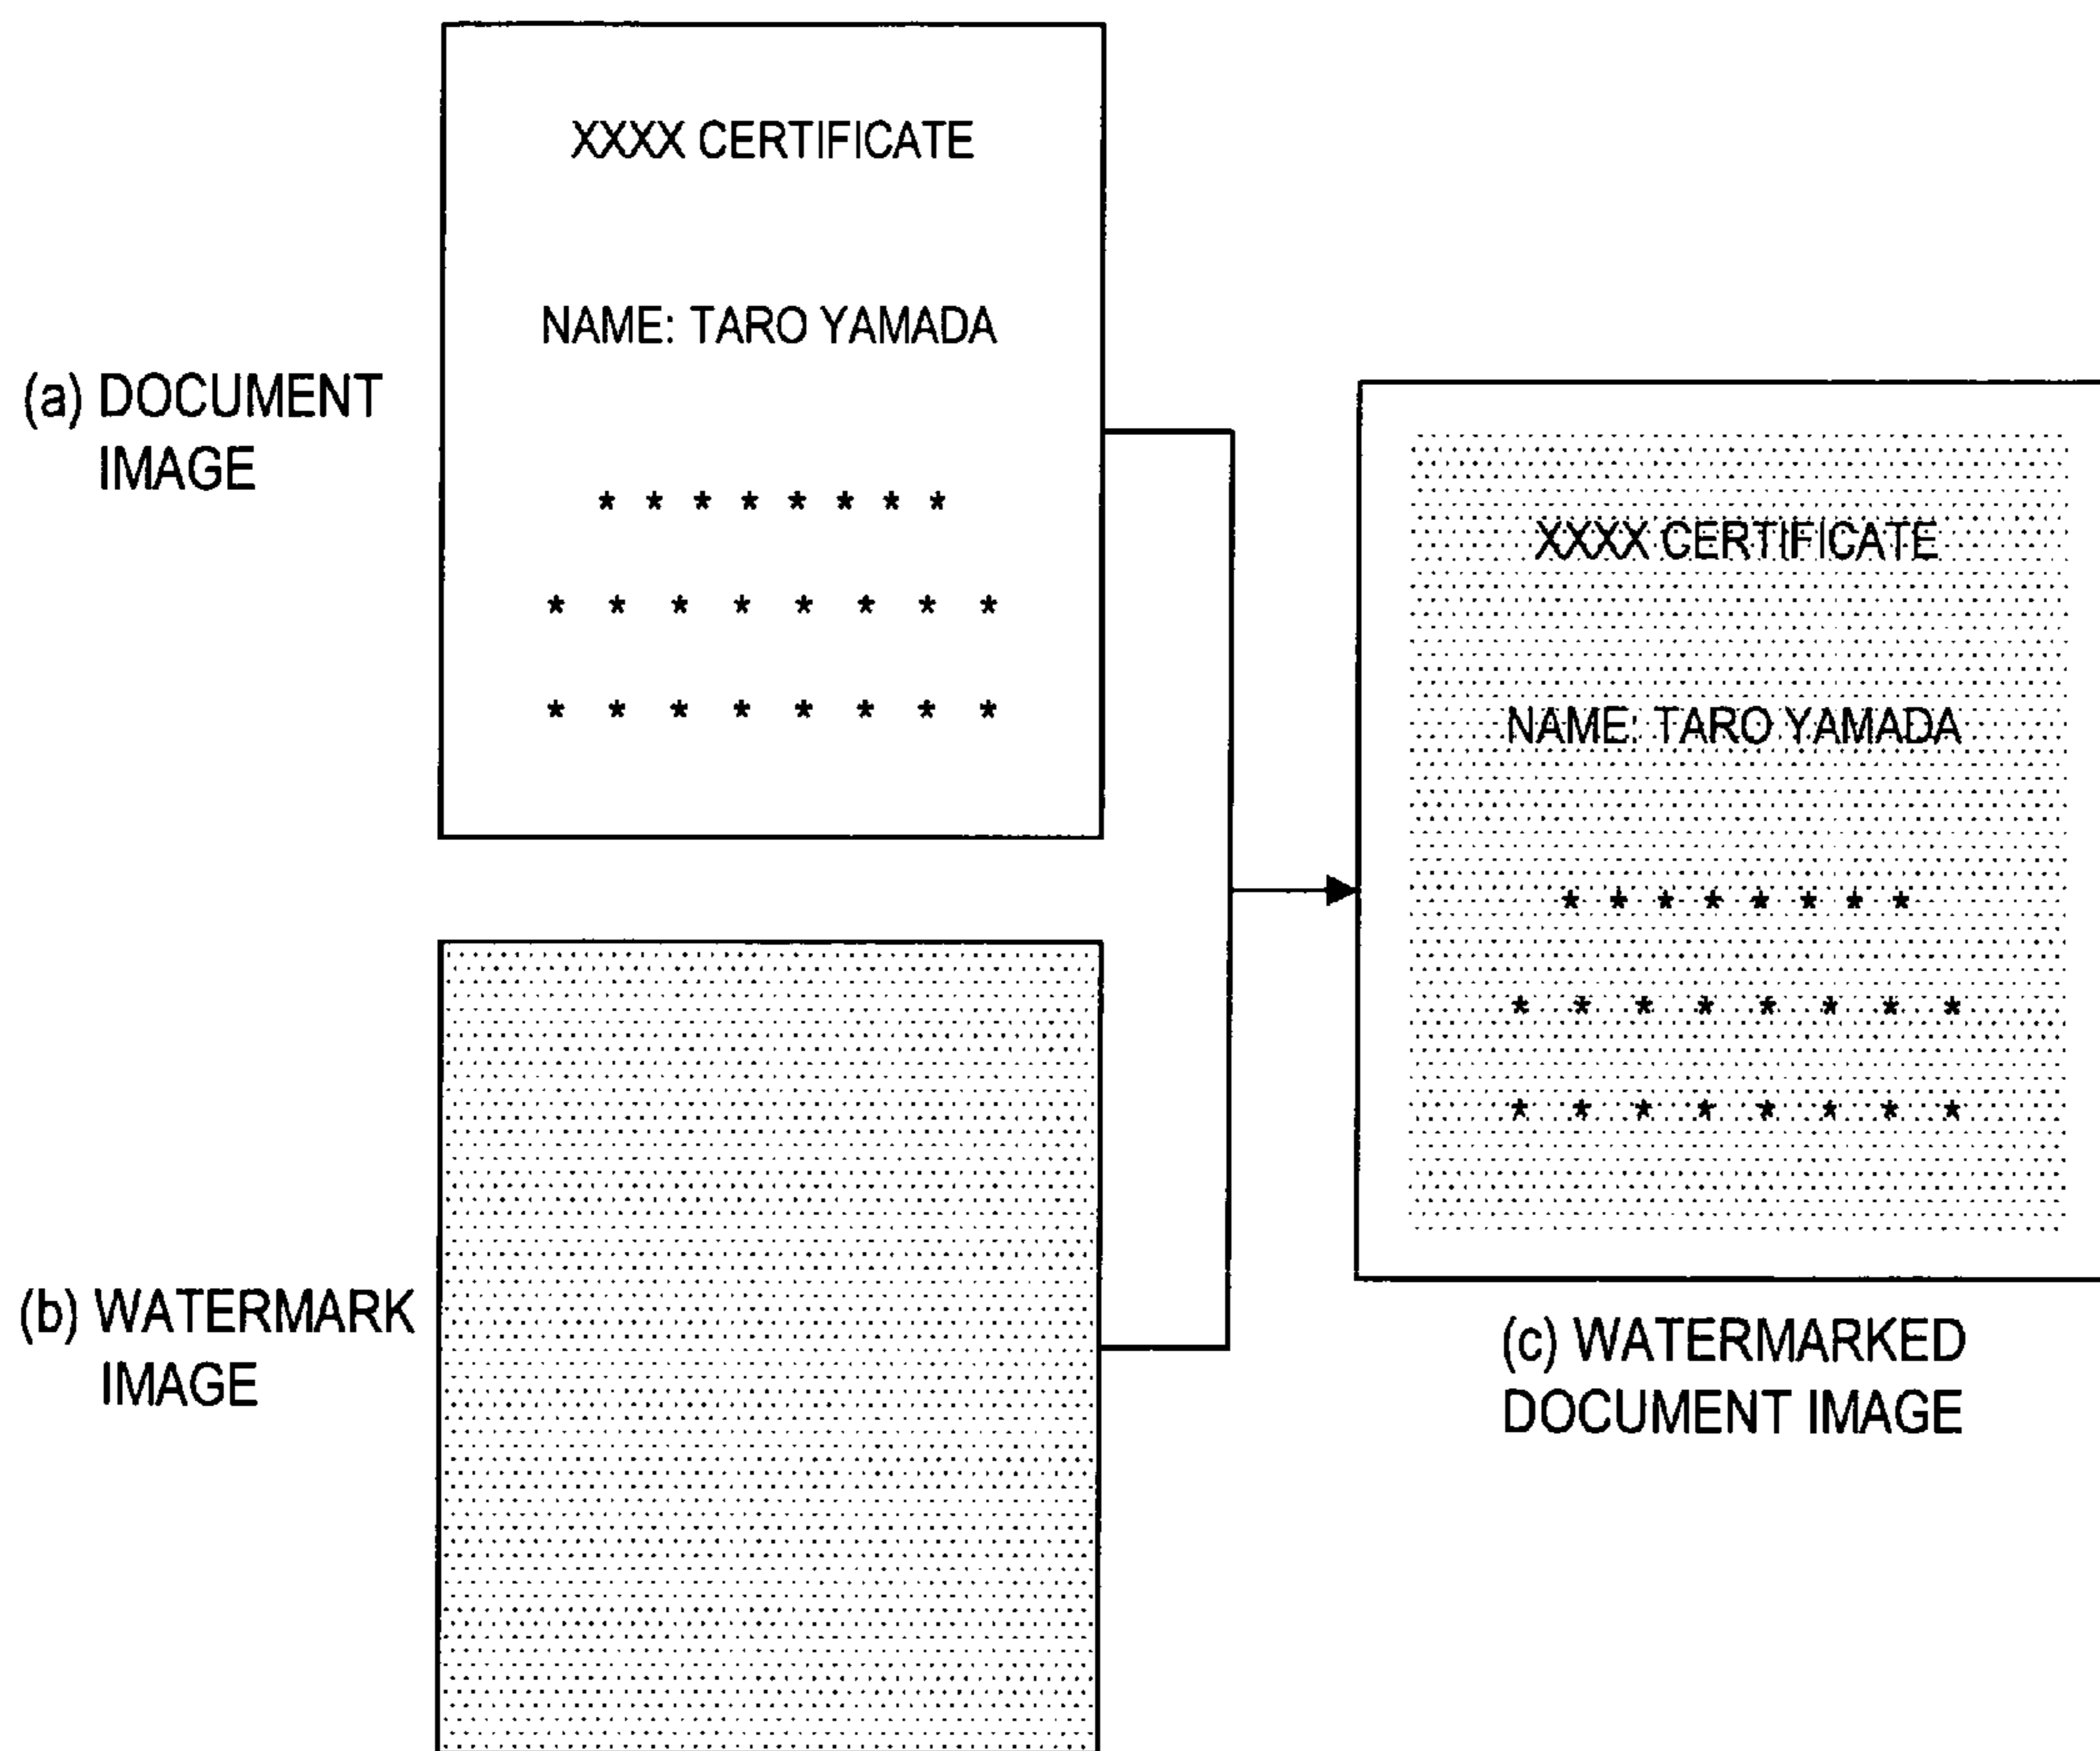 XXXX CERTIFICATE
NAME: TARO YAMADA
* * * * * * * *
* * * * * * * *
* * * * * * * *
(a) DOCUMENT
IMAGE
(b) WATERMARK
IMAGE
XXXX CERTIFICATE
NAME: TARO YAMADA
* * * * * * * *
* * * * * * * *
* * * * * * * *
(c) WATERMARKED
DOCUMENT IMAGE